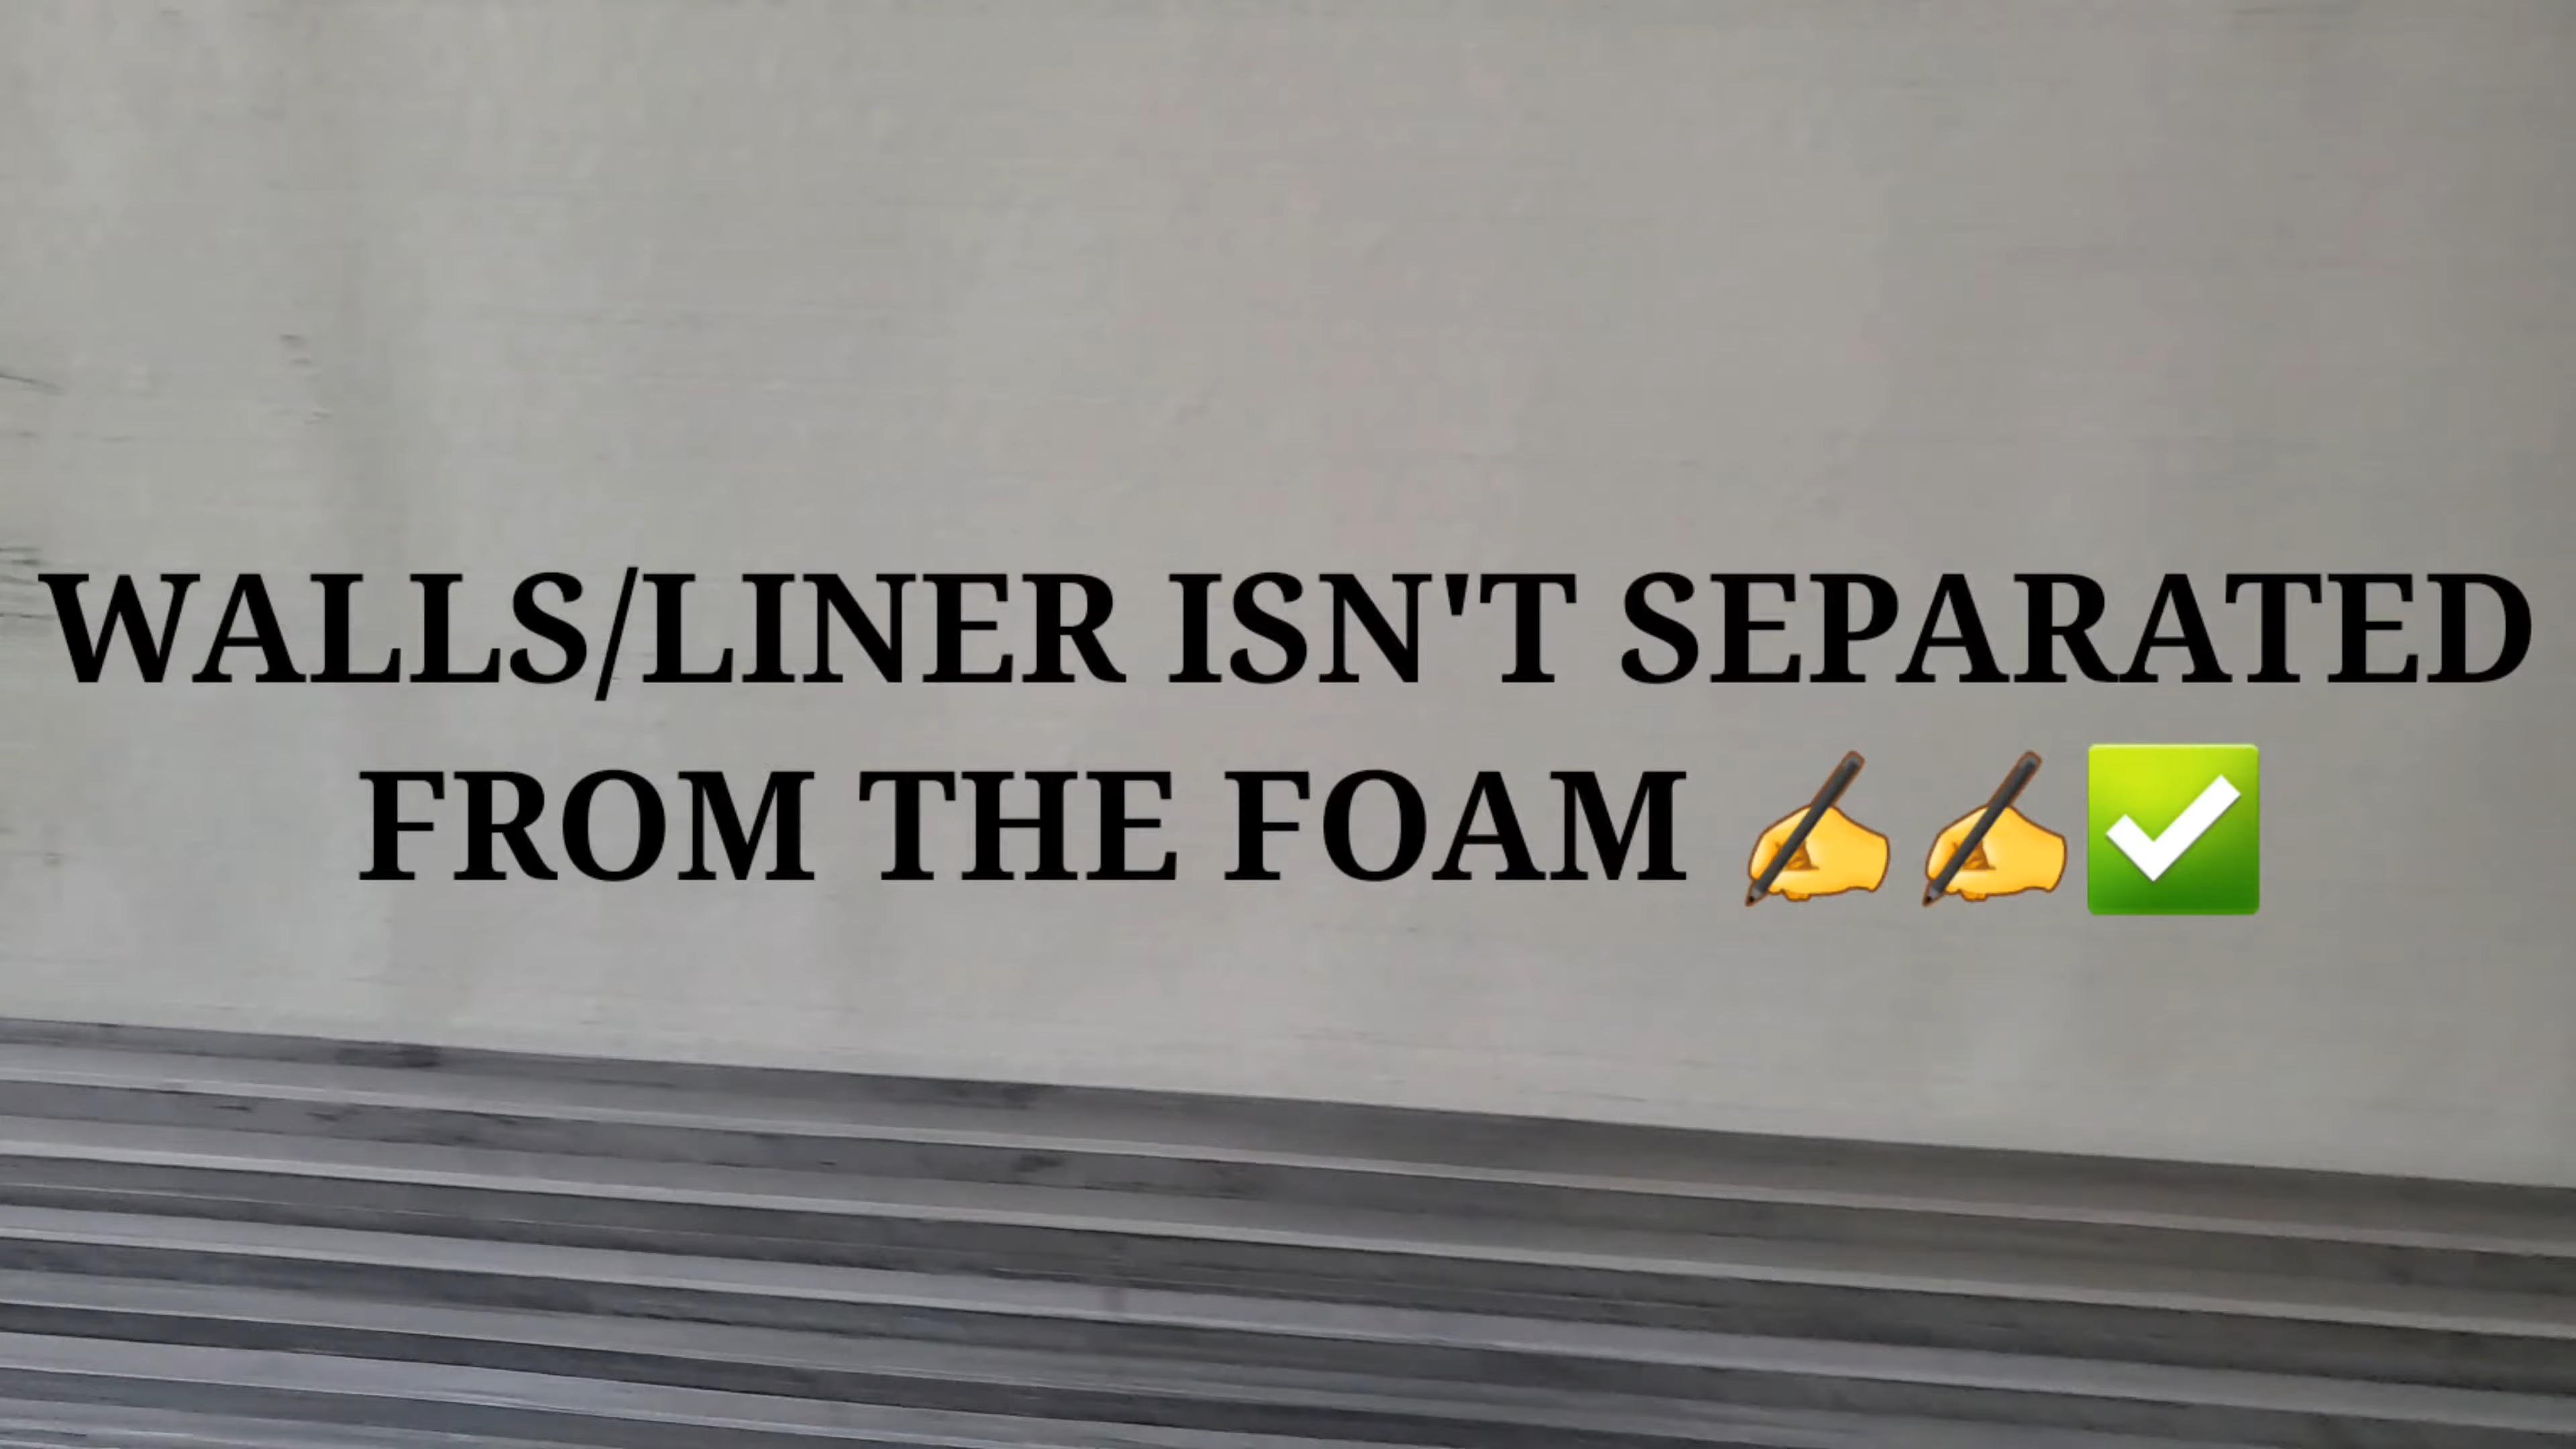 WALLS/LINER ISN'T SEPARATED
FROM THE FOAM ✍✍✅